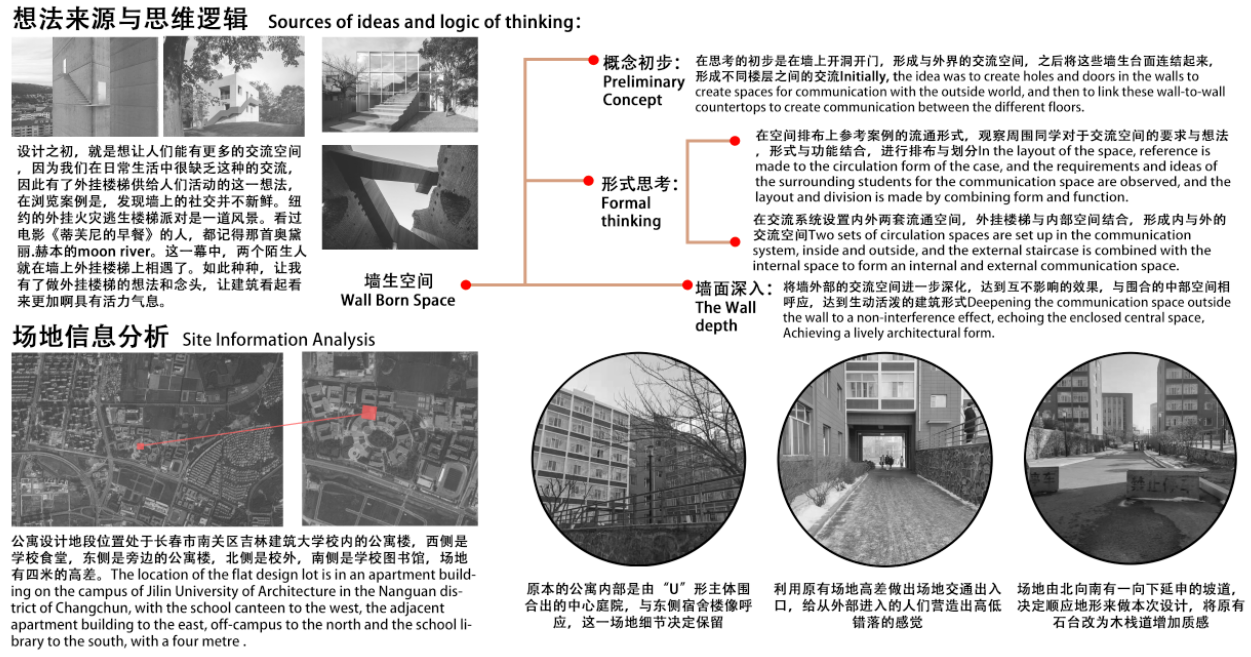 想法来源与思维逻辑 Sources of ideas and logic of thinking:
设计之初，就是想让人们能有更多的交流空间
，因为我们在日常生活中很缺乏这种的交流，
因此有了外挂楼梯供给人们活动的这一想法，
在浏览案例是，发现墙上的社交并不新鲜。纽
约的外挂火灾逃生楼梯派对是一道风景。看过
电影《蒂芙尼的早餐》的人，都记得那首奥黛
丽.赫本的moon river。这一幕中，两个陌生人
就在墙上外挂楼梯上相遇了。如此种种，让我
有了做外挂楼梯的想法和念头，让建筑看起看
来更加啊具有活力气息。
墙生空间
Wall Born Space
概念初步：
Preliminary
Concept
在思考的初步是在墙上开洞开门，形成与外界的交流空间，之后将这些墙生台面连结起来，
形成不同楼层之间的交流Initially, the idea was to create holes and doors in the walls to
create spaces for communication with the outside world, and then to link these wall-to-wall
countertops to create communication between the different floors.
形式思考：
Formal
thinking
在空间排布上参考案例的流通形式，观察周围同学对于交流空间的要求与想法
，形式与功能结合，进行排布与划分In the layout of the space, reference is
made to the circulation form of the case, and the requirements and ideas of
the surrounding students for the communication space are observed, and the
layout and division is made by combining form and function.
在交流系统设置内外两套流通空间，外挂楼梯与内部空间结合，形成内与外的
交流空间Two sets of circulation spaces are set up in the communication
system, inside and outside, and the external staircase is combined with the
internal space to form an internal and external communication space.
墙面深入：
The Wall
depth
将墙外部的交流空间进一步深化，达到互不影响的效果，与围合的中部空间相
呼应，达到生动活泼的建筑形式Deepening the communication space outside
the wall to a non-interference effect, echoing the enclosed central space,
Achieving a lively architectural form.
场地信息分析 Site Information Analysis
公寓设计地段位置处于长春市南关区吉林建筑大学校内的公寓楼，西侧是
学校食堂，东侧是旁边的公寓楼，北侧是校外，南侧是学校图书馆，场地
有四米的高差。The location of the flat design lot is in an apartment build-
ing on the campus of Jilin University of Architecture in the Nanguan dis-
trict of Changchun, with the school canteen to the west, the adjacent
apartment building to the east, off-campus to the north and the school li-
brary to the south, with a four metre .
原本的公寓内部是由“U”形主体围
合出的中心庭院，与东侧宿舍楼像呼
应，这一场地细节决定保留
利用原有场地高差做出场地交通出入
口，给从外部进入的人们营造出高低
错落的感觉
场地由北向南有一向下延申的坡道，
决定顺应地形来做本次设计，将原有
石台改为木栈道增加质感